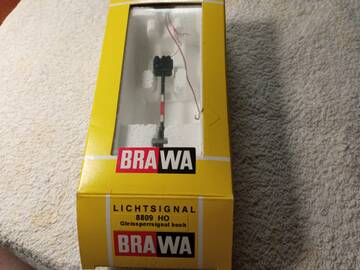 BRAWA
LICHTSIGNAL
8809 HO
Gleissperrsignal hoch
BRAWA